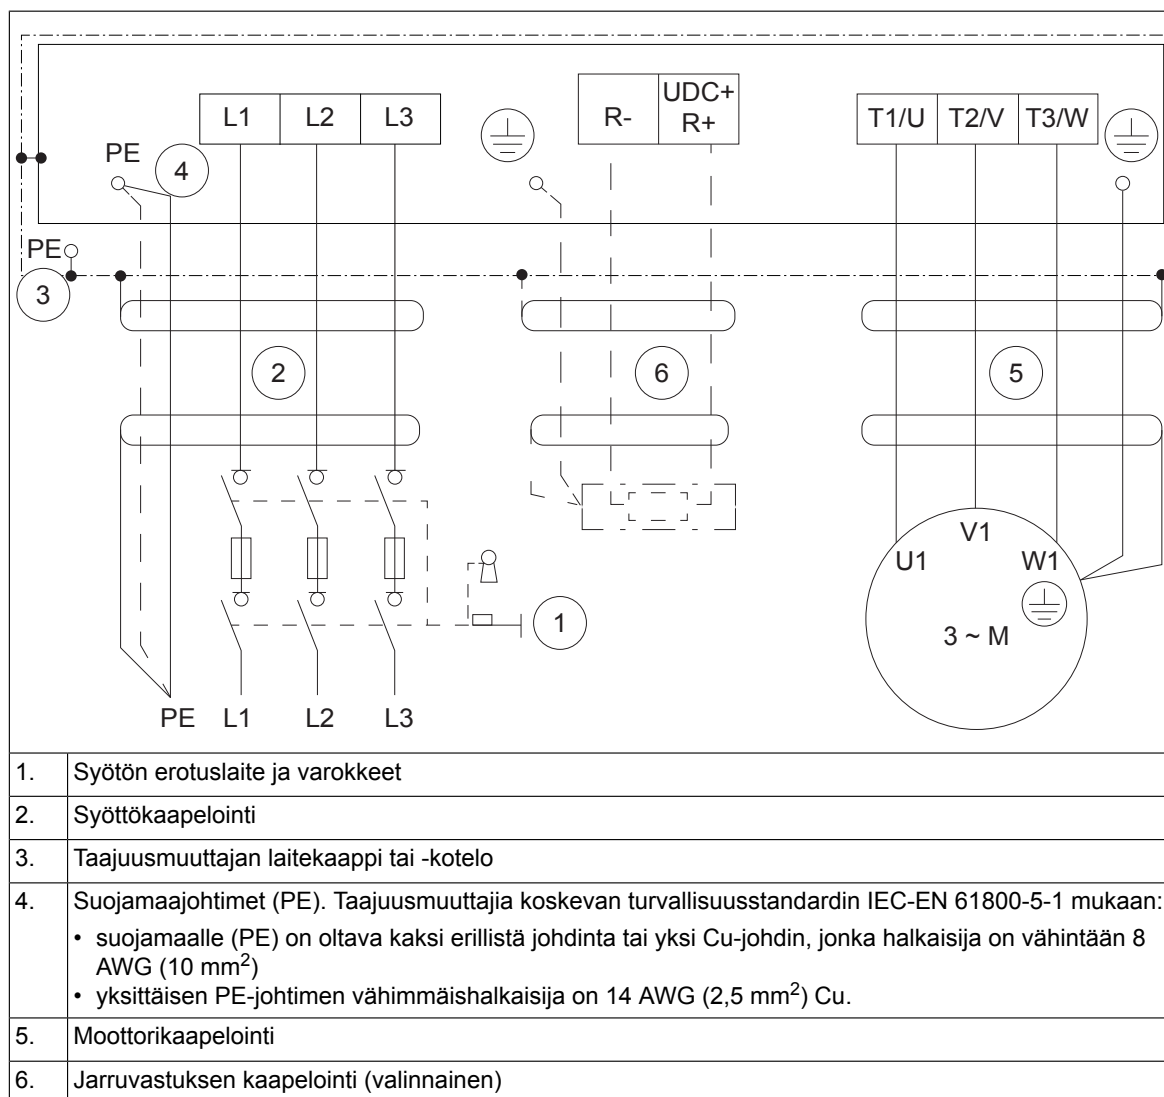 L1 L2 L3 R- UDC+ R+ T1/U T2/V T3/W
PE
4
PE
3
2 6 5
V1
U1 W1
3 ~ M
1
PE L1 L2 L3
1. Syötön erotuslaite ja varokkeet
2. Syöttökaapelointi
3. Taajuusmuuttajan laitekaappi tai -kotelo
4. Suojamaajohtimet (PE). Taajuusmuuttajia koskevan turvallisuusstandardin IEC-EN 61800-5-1 mukaan:
• suojamaalle (PE) on oltava kaksi erillistä johdinta tai yksi Cu-johdin, jonka halkaisija on vähintään 8
AWG (10 mm²)
• yksittäisen PE-johtimen vähimmäishalkaisija on 14 AWG (2,5 mm²) Cu.
5. Moottorikaapelointi
6. Jarruvastuksen kaapelointi (valinnainen)